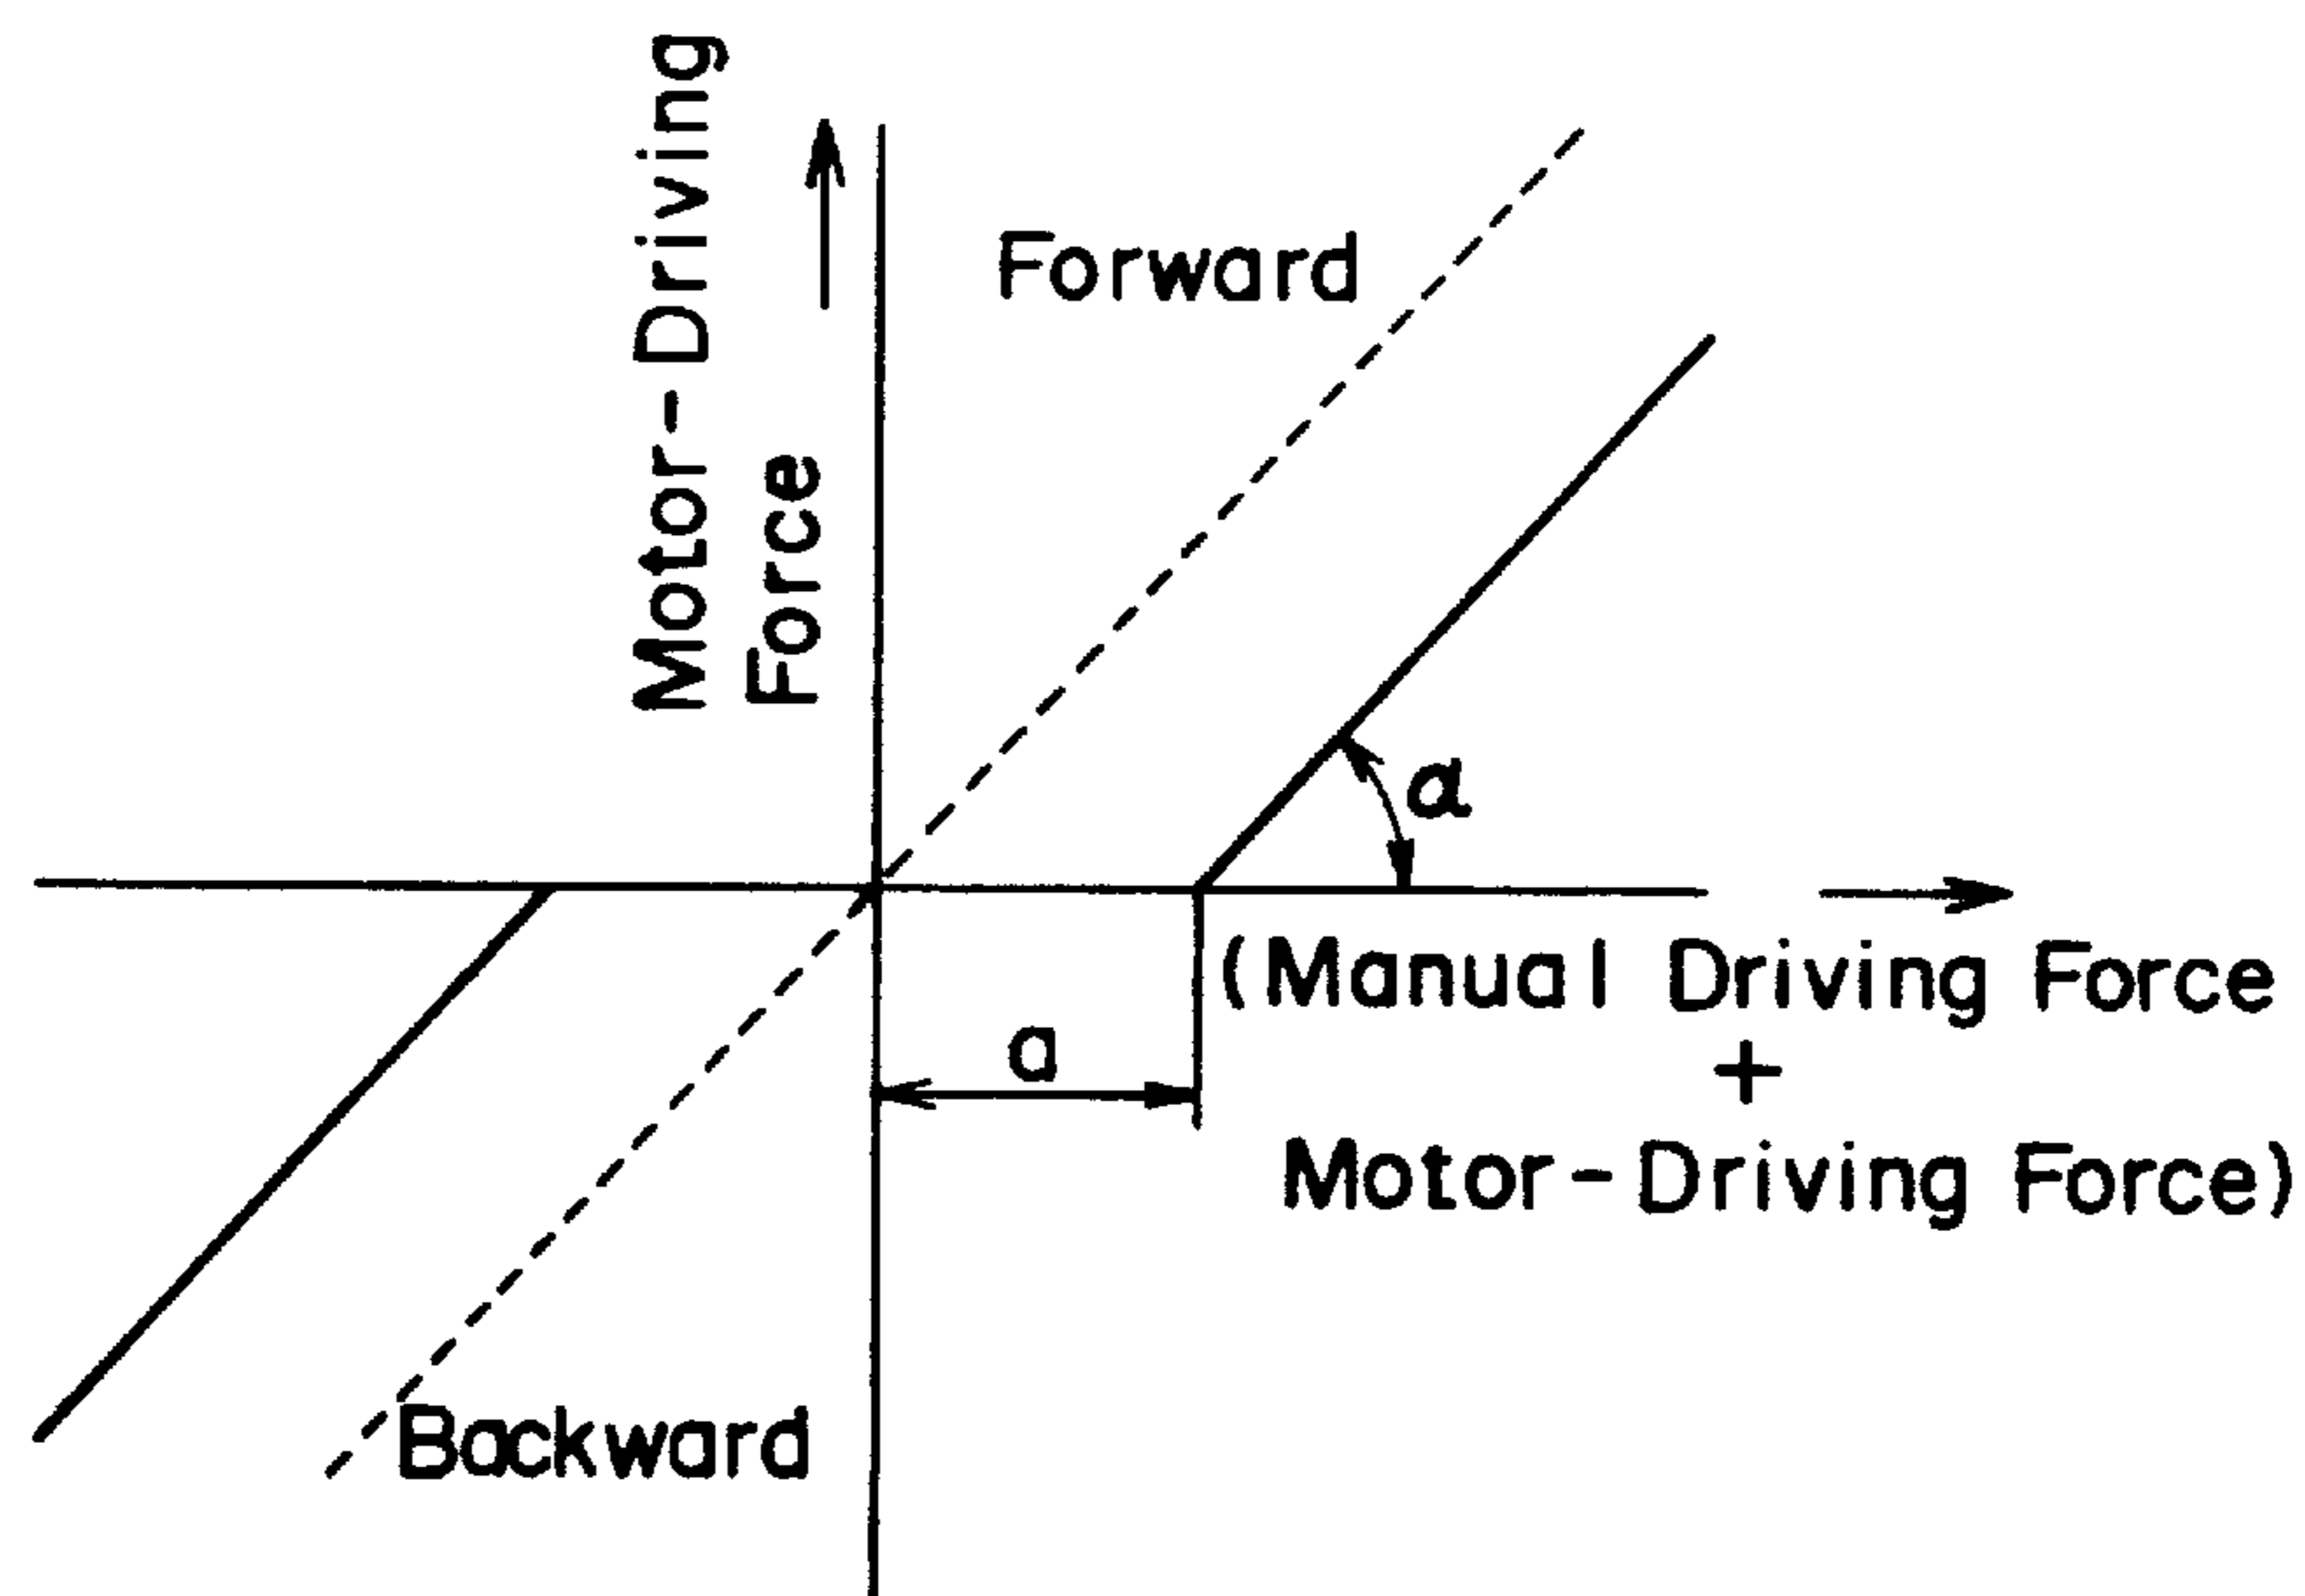 Motor-Driving
Force
Forward
α
a
(Manual Driving Force
+
Motor-Driving Force)
Backward